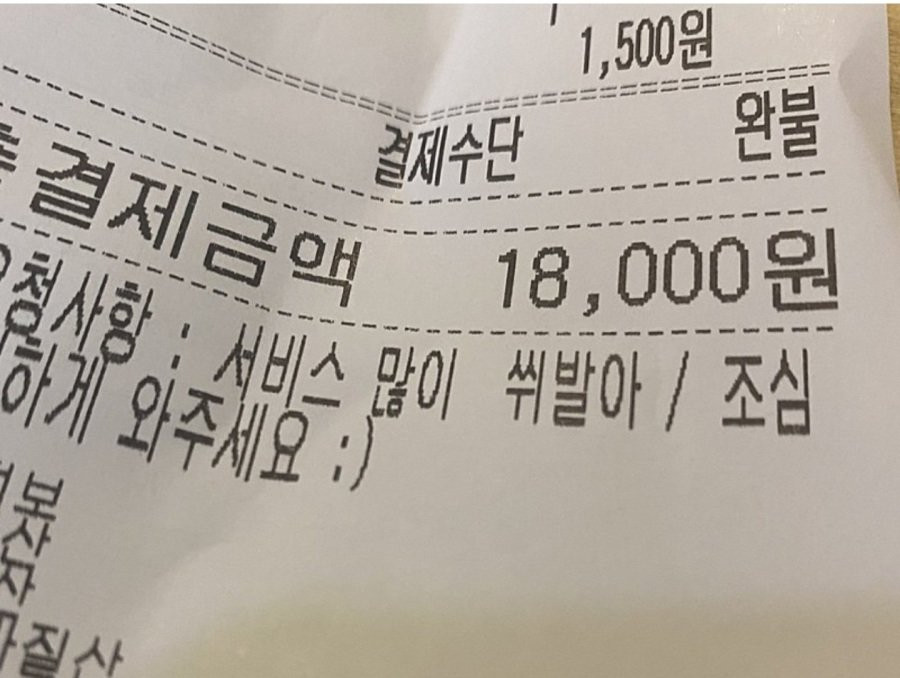 1,500원
결제수단 완불
총 결제금액 18,000원
요청사항 : 서비스 많이 쒸발아 / 조심
하게 와주세요 :)